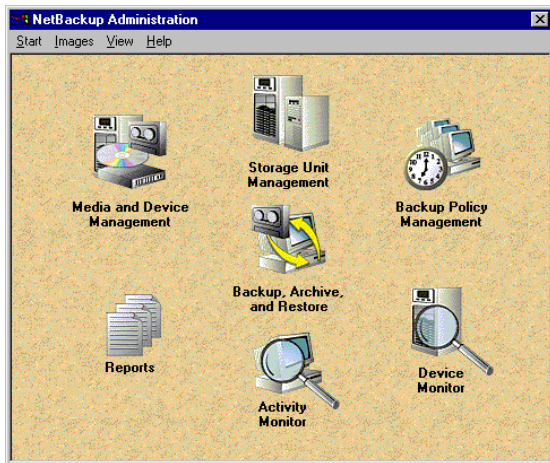 NetBackup Administration
Start Images View Help
Storage Unit
Management
Media and Device
Management
Backup Policy
Management
Backup, Archive,
and Restore
Reports
Device
Monitor
Activity
Monitor